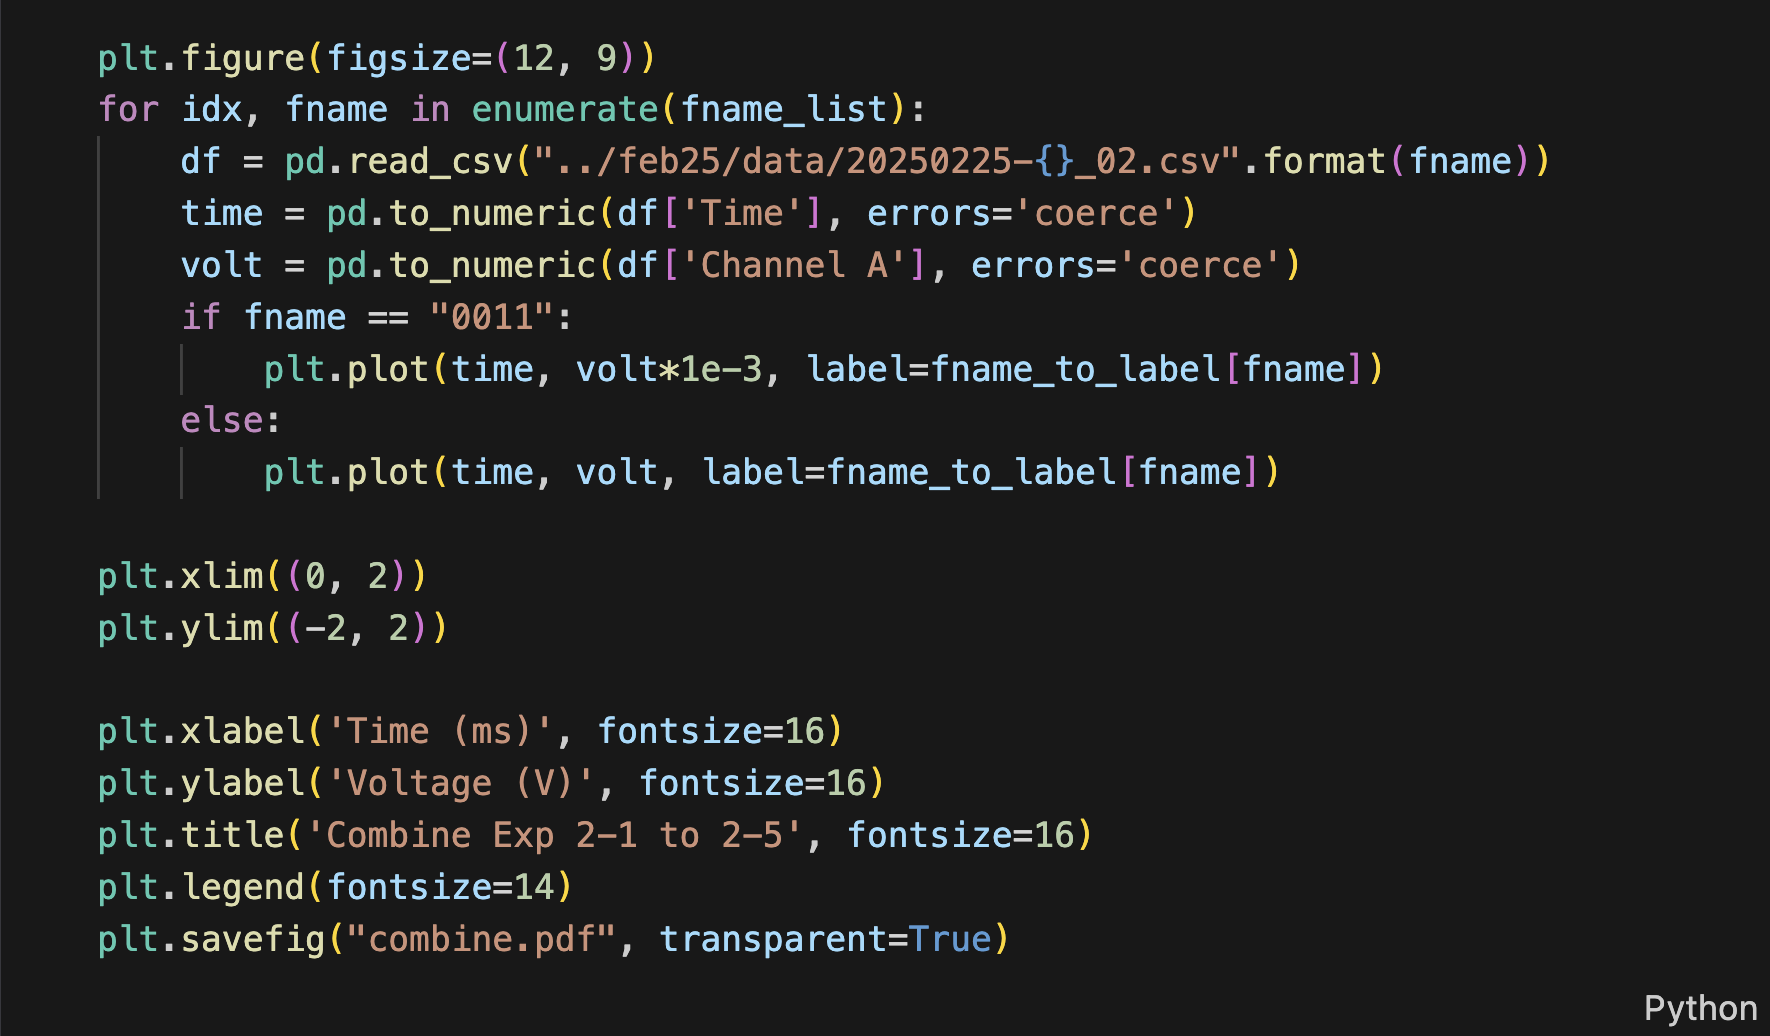 plt.figure(figsize=(12, 9))
for idx, fname in enumerate(fname_list):
    df = pd.read_csv("../feb25/data/20250225-{}_02.csv".format(fname))
    time = pd.to_numeric(df['Time'], errors='coerce')
    volt = pd.to_numeric(df['Channel A'], errors='coerce')
    if fname == "0011":
        plt.plot(time, volt*1e-3, label=fname_to_label[fname])
    else:
        plt.plot(time, volt, label=fname_to_label[fname])

plt.xlim((0, 2))
plt.ylim((-2, 2))

plt.xlabel('Time (ms)', fontsize=16)
plt.ylabel('Voltage (V)', fontsize=16)
plt.title('Combine Exp 2-1 to 2-5', fontsize=16)
plt.legend(fontsize=14)
plt.savefig("combine.pdf", transparent=True)
Python